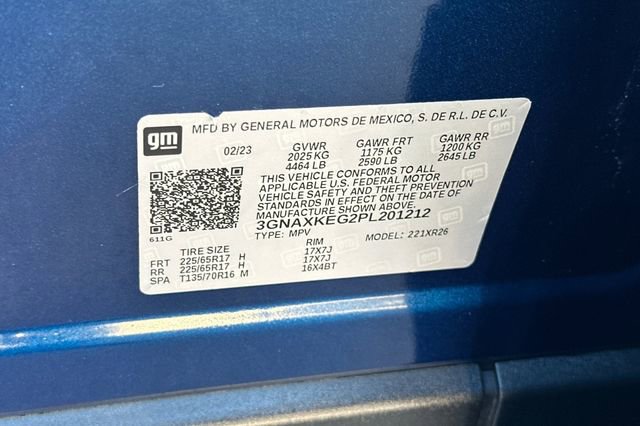 gm
MFD BY GENERAL MOTORS DE MEXICO, S. DE R.L. DE C.V.
02/23 GVWR GAWR FRT GAWR RR
2025 KG 1175 KG 1200 KG
4464 LB 2590 LB 2645 LB
THIS VEHICLE CONFORMS TO ALL
APPLICABLE U.S. FEDERAL MOTOR
VEHICLE SAFETY AND THEFT PREVENTION
STANDARDS IN EFFECT ON THE DATE OF
MANUFACTURE SHOWN ABOVE.
3GNAXKEG2PL201212
611G TYPE: MPV MODEL: 221XR26
TIRE SIZE RIM
FRT 225/65R17 H 17X7J
RR 225/65R17 H 17X7J
SPA T135/70R16 M 16X4BT